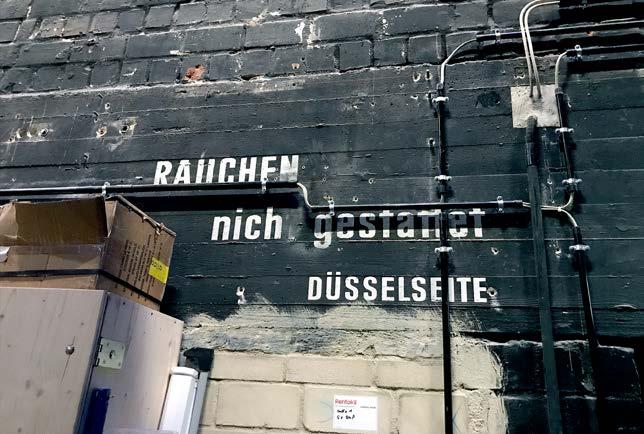 RAUCHEN
nich gestattet
DÜSSELSEITE
Rentokil